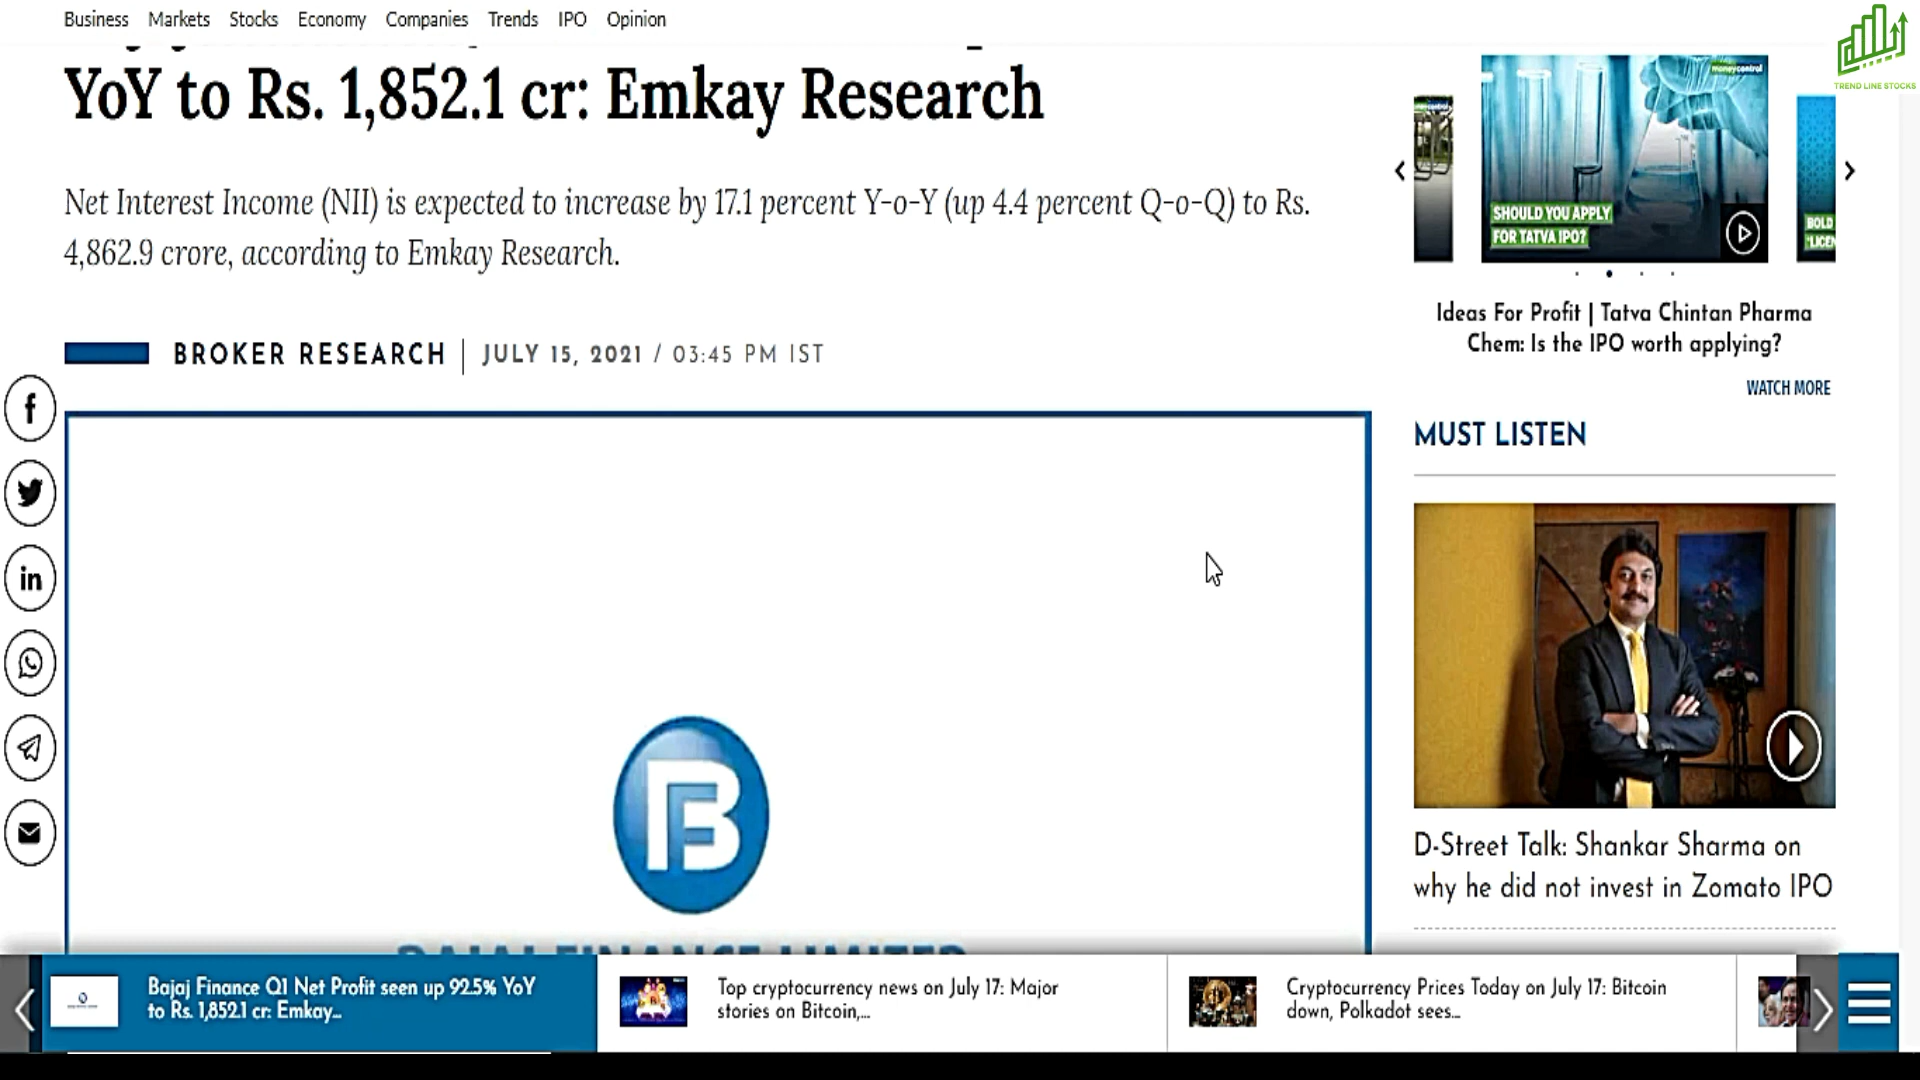 Business Markets Stocks Economy Companies Trends IPO Opinion
YoY to Rs. 1,852.1 cr: Emkay Research
Net Interest Income (NII) is expected to increase by 17.1 percent Y-o-Y (up 4.4 percent Q-o-Q) to Rs.
4,862.9 crore, according to Emkay Research.
BROKER RESEARCH | JULY 15, 2021 / 03:45 PM IST
BAJAJ FINANCE LIMITED
TREND LINE STOCKS
moneycontrol
SHOULD YOU APPLY
FOR TATVA IPO?
BOLD
'LICEN
Ideas For Profit | Tatva Chintan Pharma
Chem: Is the IPO worth applying?
WATCH MORE
MUST LISTEN
D-Street Talk: Shankar Sharma on
why he did not invest in Zomato IPO
Bajaj Finance Q1 Net Profit seen up 92.5% YoY
to Rs. 1,852.1 cr: Emkay...
Top cryptocurrency news on July 17: Major
stories on Bitcoin,...
Cryptocurrency Prices Today on July 17: Bitcoin
down, Polkadot sees...